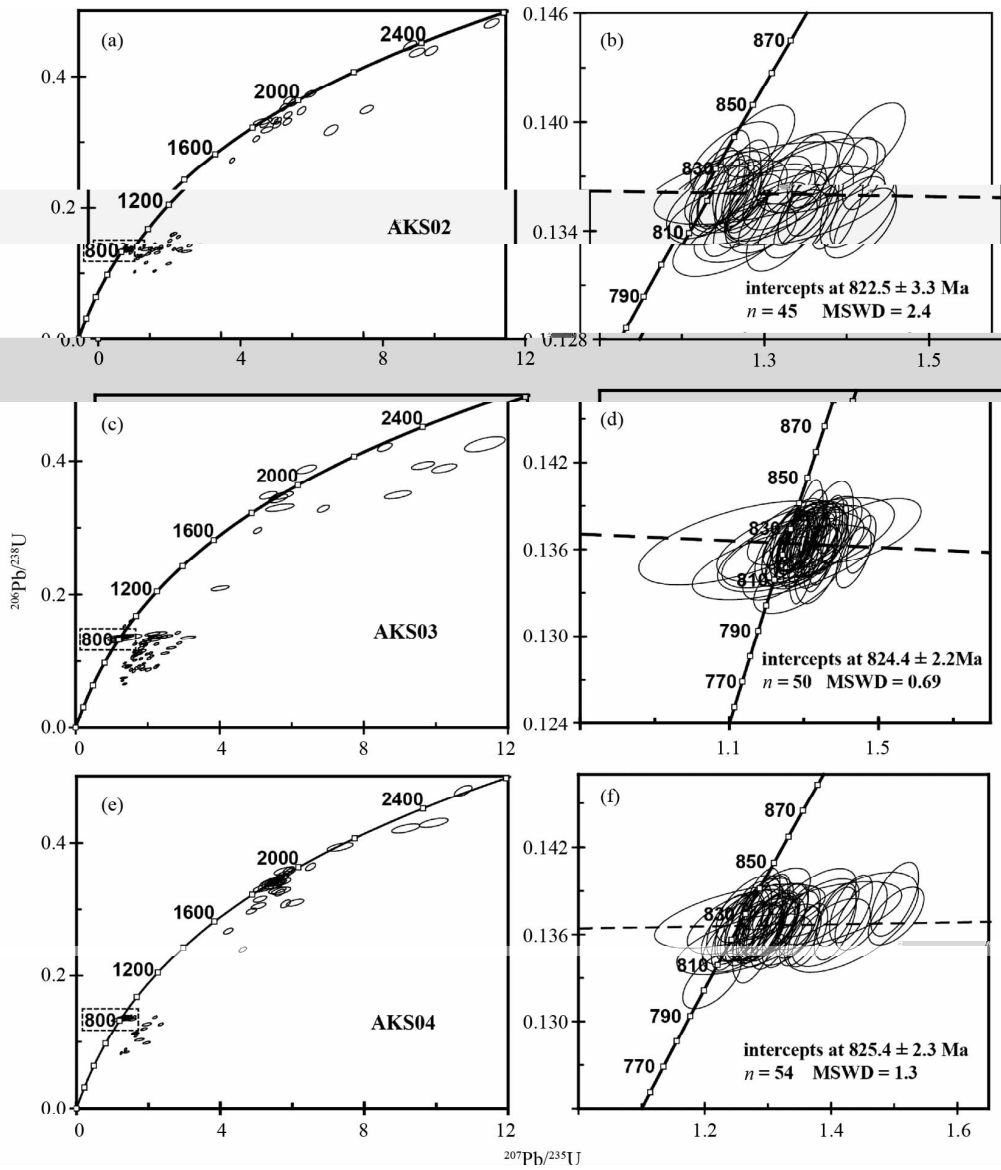 (a)
2400
0.4
2000
1600
1200
0.2
AKS02
800
0.0
0 4 8 12
(b)
0.146
870
850
0.140
830
0.134
810
790
intercepts at 822.5 ± 3.3 Ma
n = 45 MSWD = 2.4
0.128
1.3 1.5
(c)
2400
0.4
2000
1600
1200
0.2
AKS03
800
0.0
0 4 8 12
(d)
870
0.142
850
830
0.136
810
0.130
790
intercepts at 824.4 ± 2.2Ma
770
n = 50 MSWD = 0.69
0.124
1.1 1.5
(e)
2400
0.4
2000
1600
1200
0.2
AKS04
800
0.0
0 4 8 12
(f)
870
0.142
850
830
0.136
810
0.130
790
intercepts at 825.4 ± 2.3 Ma
770
n = 54 MSWD = 1.3
1.2 1.4 1.6
²⁰⁶Pb/²³⁸U
²⁰⁷Pb/²³⁵U